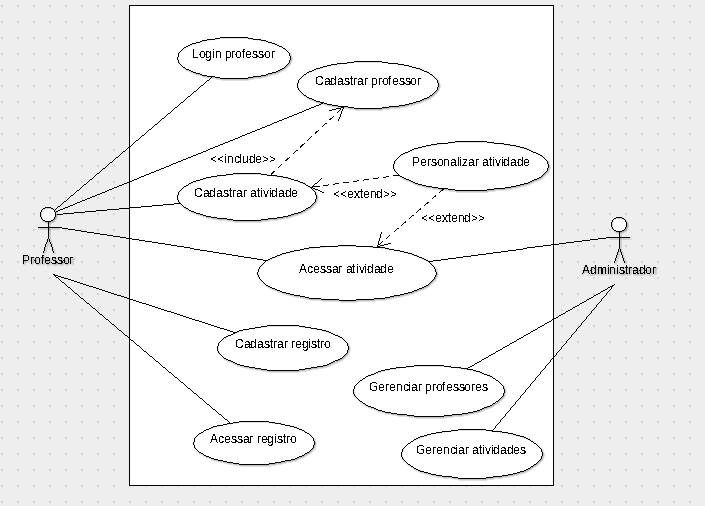 Login professor
Cadastrar professor
<<include>>
Personalizar atividade
Cadastrar atividade
<<extend>>
<<extend>>
Professor
Acessar atividade
Administrador
Cadastrar registro
Gerenciar professores
Acessar registro
Gerenciar atividades